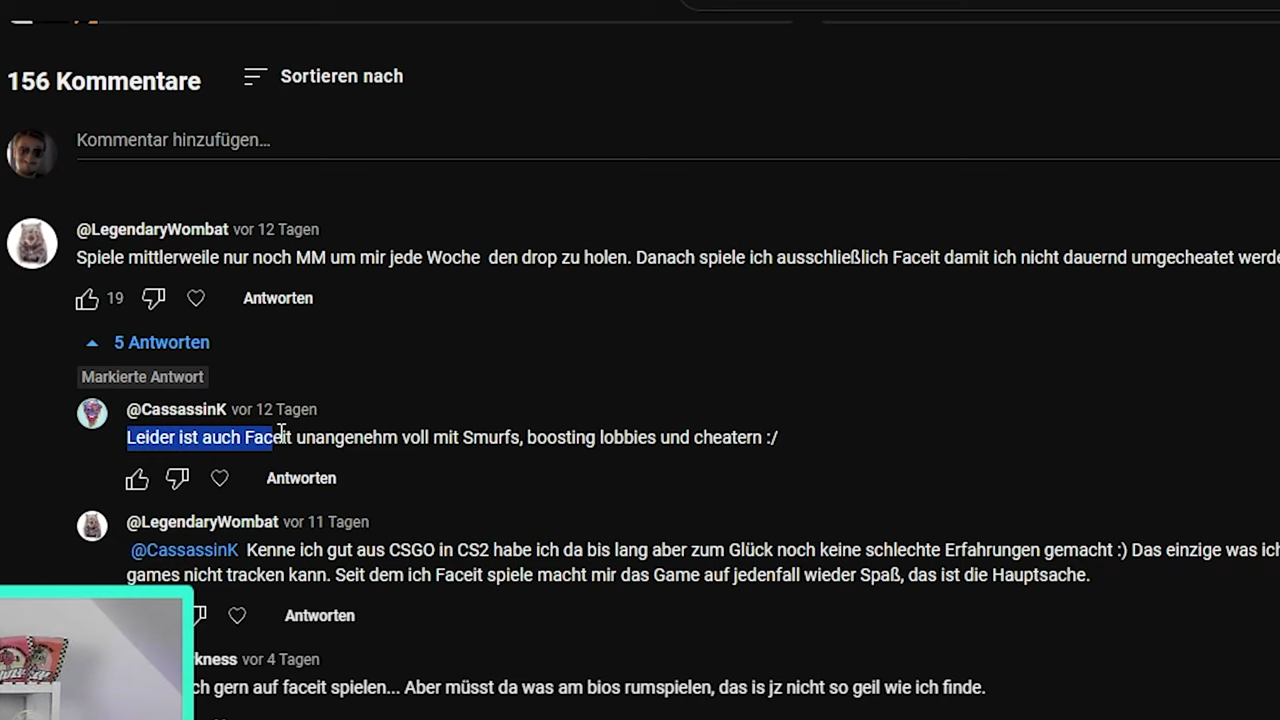 156 Kommentare
Sortieren nach
Kommentar hinzufügen...
@LegendaryWombat vor 12 Tagen
Spiele mittlerweile nur noch MM um mir jede Woche den drop zu holen. Danach spiele ich ausschließlich Faceit damit ich nicht dauernd umgecheatet
19
Antworten
5 Antworten
Markierte Antwort
@CassassinK vor 12 Tagen
Leider ist auch Faceit unangenehm voll mit Smurfs, boosting lobbies und cheatern :/
Antworten
@LegendaryWombat vor 11 Tagen
@CassassinK Kenne ich gut aus CSGO in CS2 habe ich da bis lang aber zum Glück noch keine schlechte Erfahrungen gemacht :) Das einzige was ich
games nicht tracken kann. Seit dem ich Faceit spiele macht mir das Game auf jedenfall wieder Spaß, das ist die Hauptsache.
Antworten
vor 4 Tagen
gern auf faceit spielen... Aber müsst da was am bios rumspielen, das is jz nicht so geil wie ich finde.